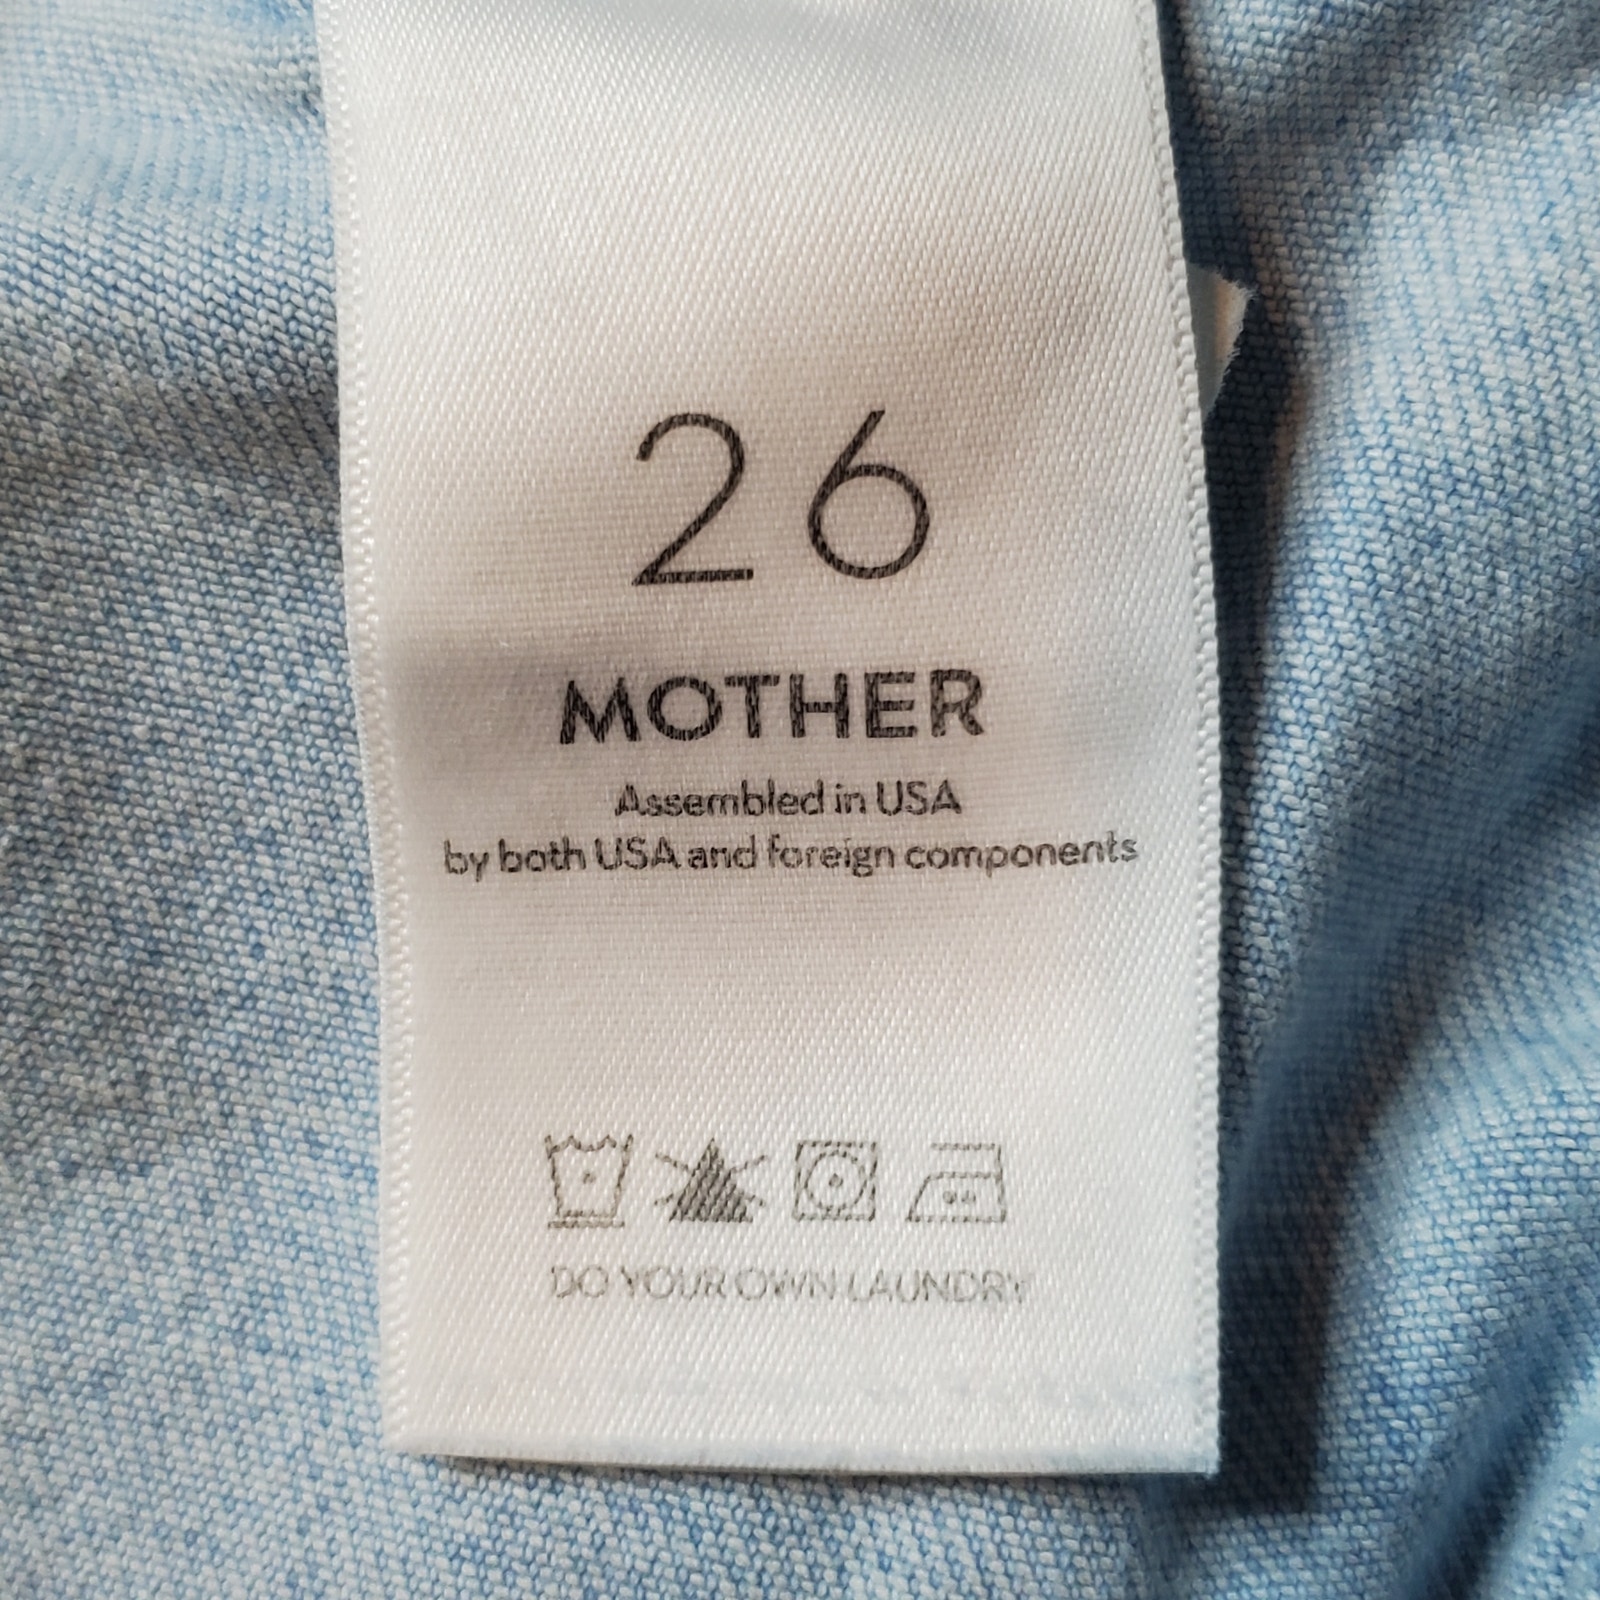 26
MOTHER
Assembled in USA
by both USA and foreign components
DO YOUR OWN LAUNDRY